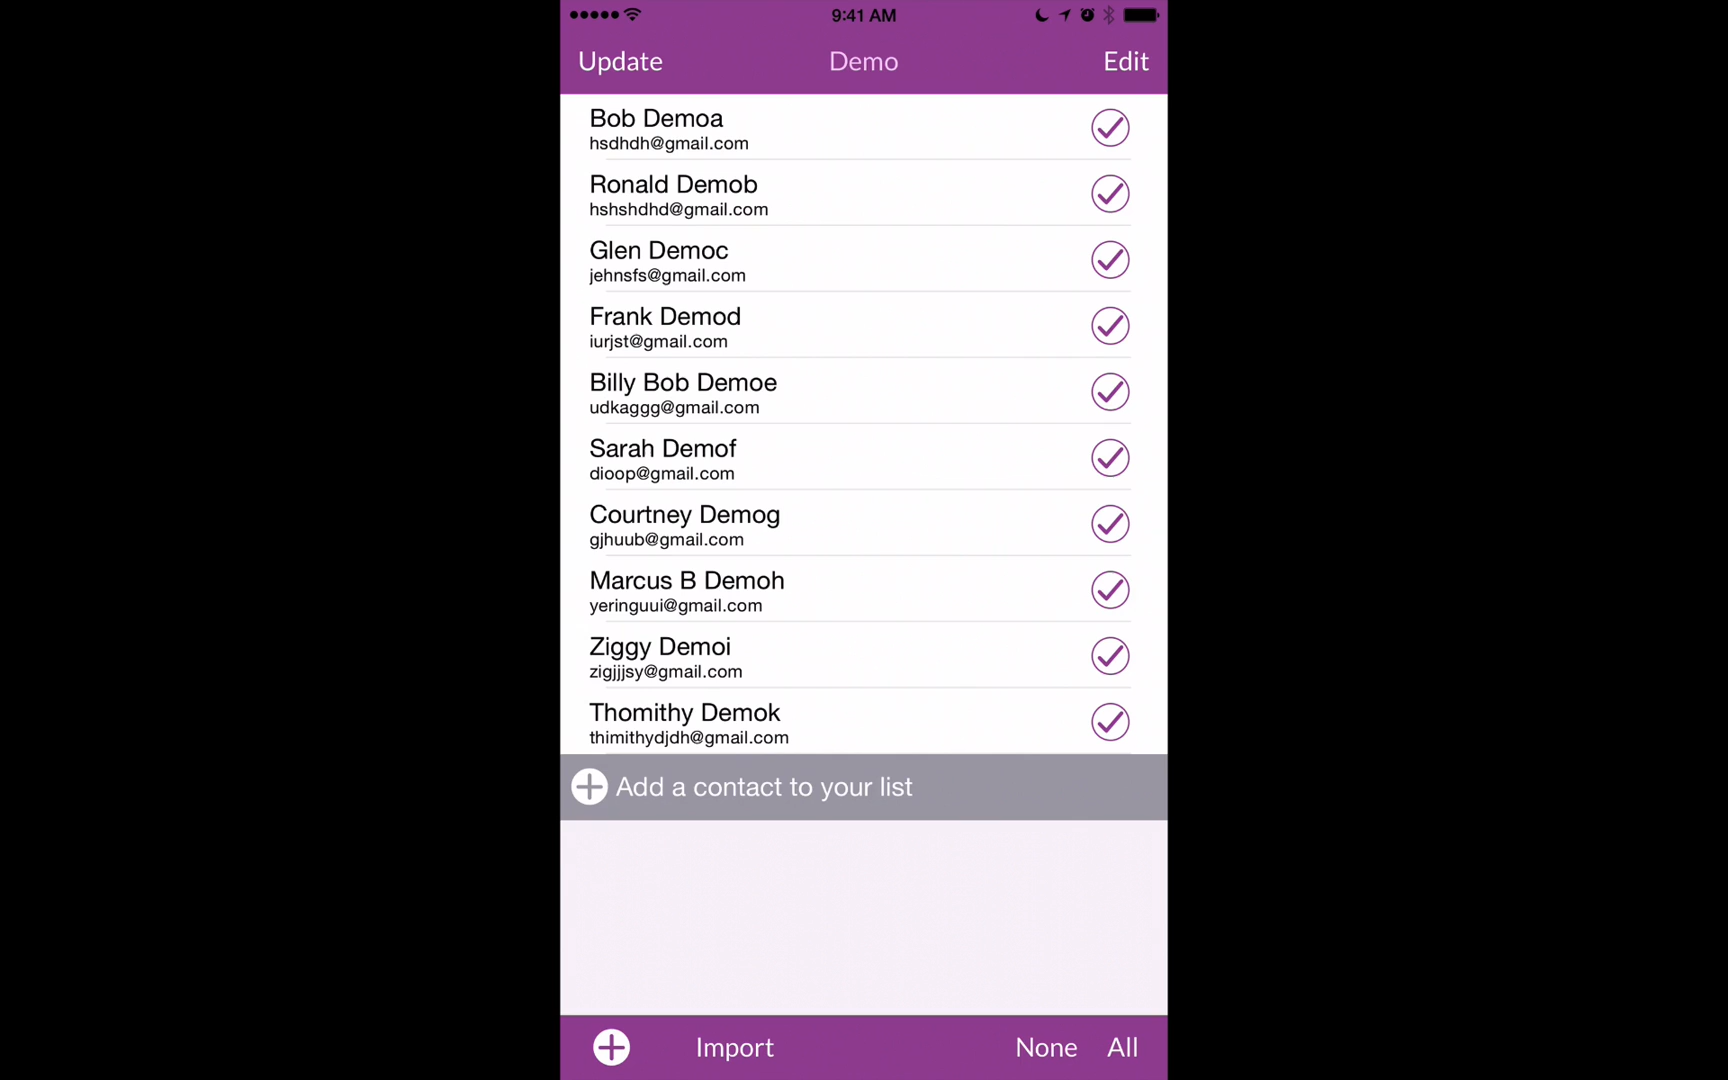 9:41 AM
Update Demo Edit
Bob Demoa
hsdhdh@gmail.com
Ronald Demob
hshshdhd@gmail.com
Glen Democ
jehnsfs@gmail.com
Frank Demod
iurjst@gmail.com
Billy Bob Demoe
udkaggg@gmail.com
Sarah Demof
dioop@gmail.com
Courtney Demog
gjhuub@gmail.com
Marcus B Demoh
yeringuui@gmail.com
Ziggy Demoi
zigjjjsy@gmail.com
Thomithy Demok
thimithydjdh@gmail.com
Add a contact to your list
Import None All